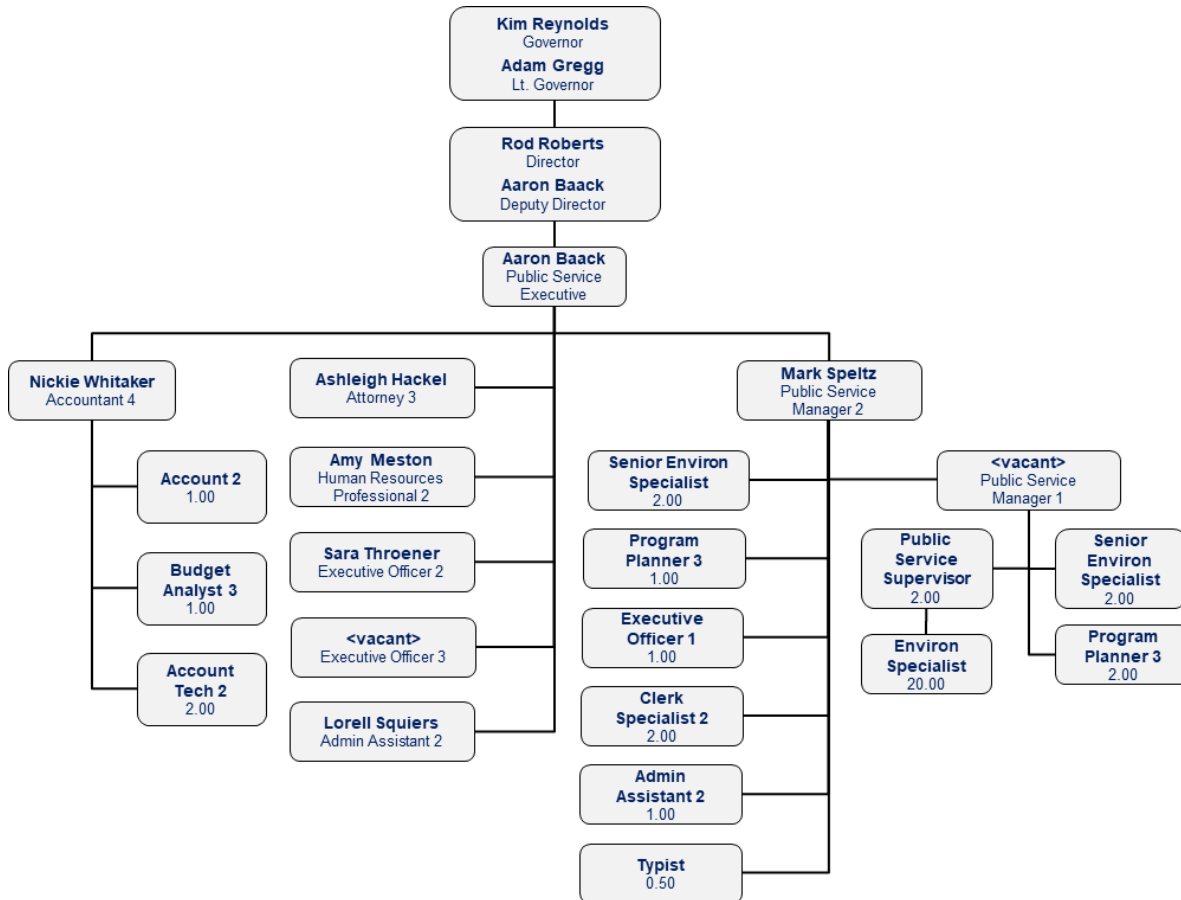 Kim Reynolds
Governor
Adam Gregg
Lt. Governor
Rod Roberts
Director
Aaron Baack
Deputy Director
Aaron Baack
Public Service
Executive
Nickie Whitaker
Accountant 4
Account 2
1.00
Budget
Analyst 3
1.00
Account
Tech 2
2.00
Ashleigh Hackel
Attorney 3
Amy Meston
Human Resources
Professional 2
Sara Throener
Executive Officer 2
<vacant>
Executive Officer 3
Lorell Squiers
Admin Assistant 2
Mark Speltz
Public Service
Manager 2
Senior Environ
Specialist
2.00
Program
Planner 3
1.00
Executive
Officer 1
1.00
Clerk
Specialist 2
2.00
Admin
Assistant 2
1.00
Typist
0.50
<vacant>
Public Service
Manager 1
Public
Service
Supervisor
2.00
Environ
Specialist
20.00
Senior
Environ
Specialist
2.00
Program
Planner 3
2.00